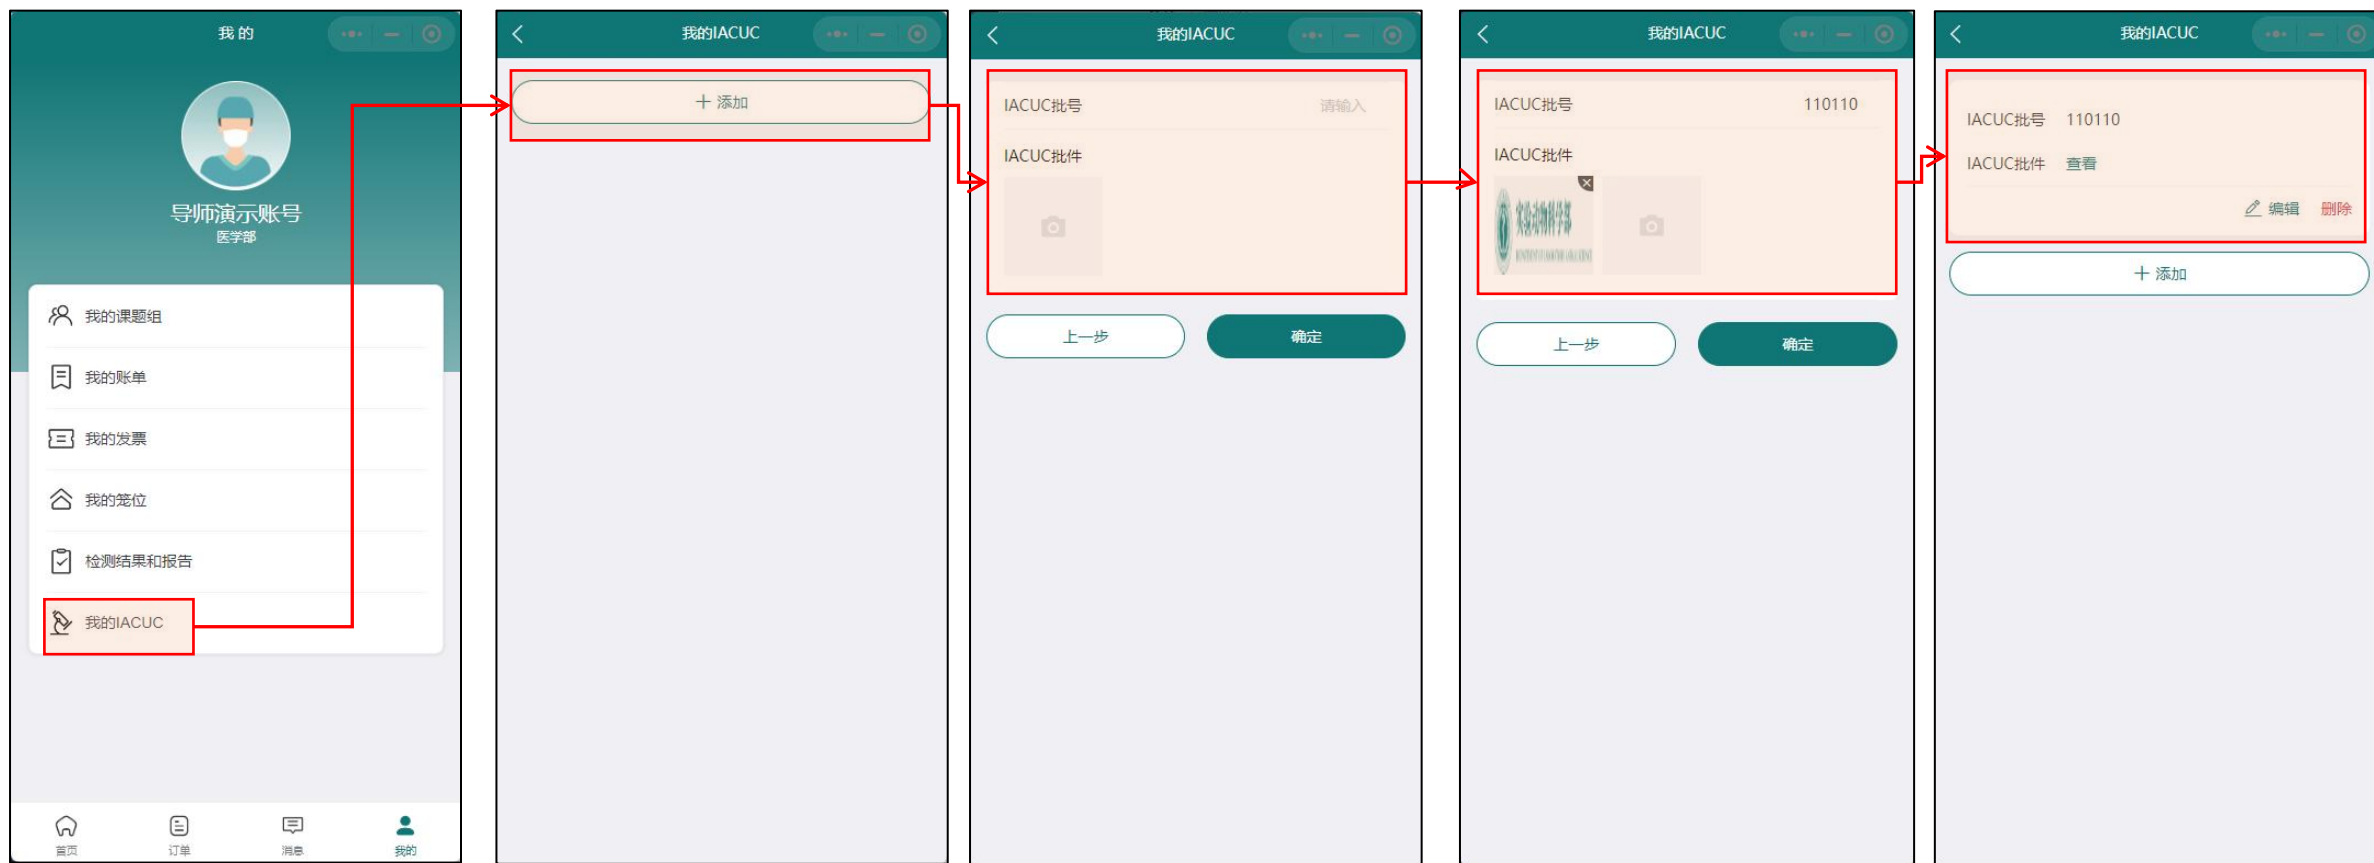 我的
导师演示账号
医学部
我的课题组
我的账单
我的发票
我的笼位
检测结果和报告
我的IACUC
首页
订单
消息
我的
我的IACUC
添加
我的IACUC
IACUC批号 请输入
IACUC批件
上一步 确定
我的IACUC
IACUC批号 110110
IACUC批件
实验动物科学部
上一步 确定
我的IACUC
IACUC批号 110110
IACUC批件 查看
编辑 删除
添加